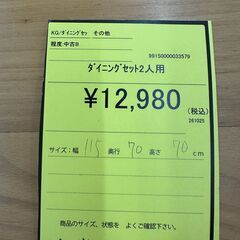 KG/ダイニングセッ その他
程度:中古B
99150000033579
ダイニングセット2人用
¥12,980
(税込)
261025
サイズ:幅 115 奥行 70 高さ 70 cm
商品のサイズ、状態を よくご確認下さい。